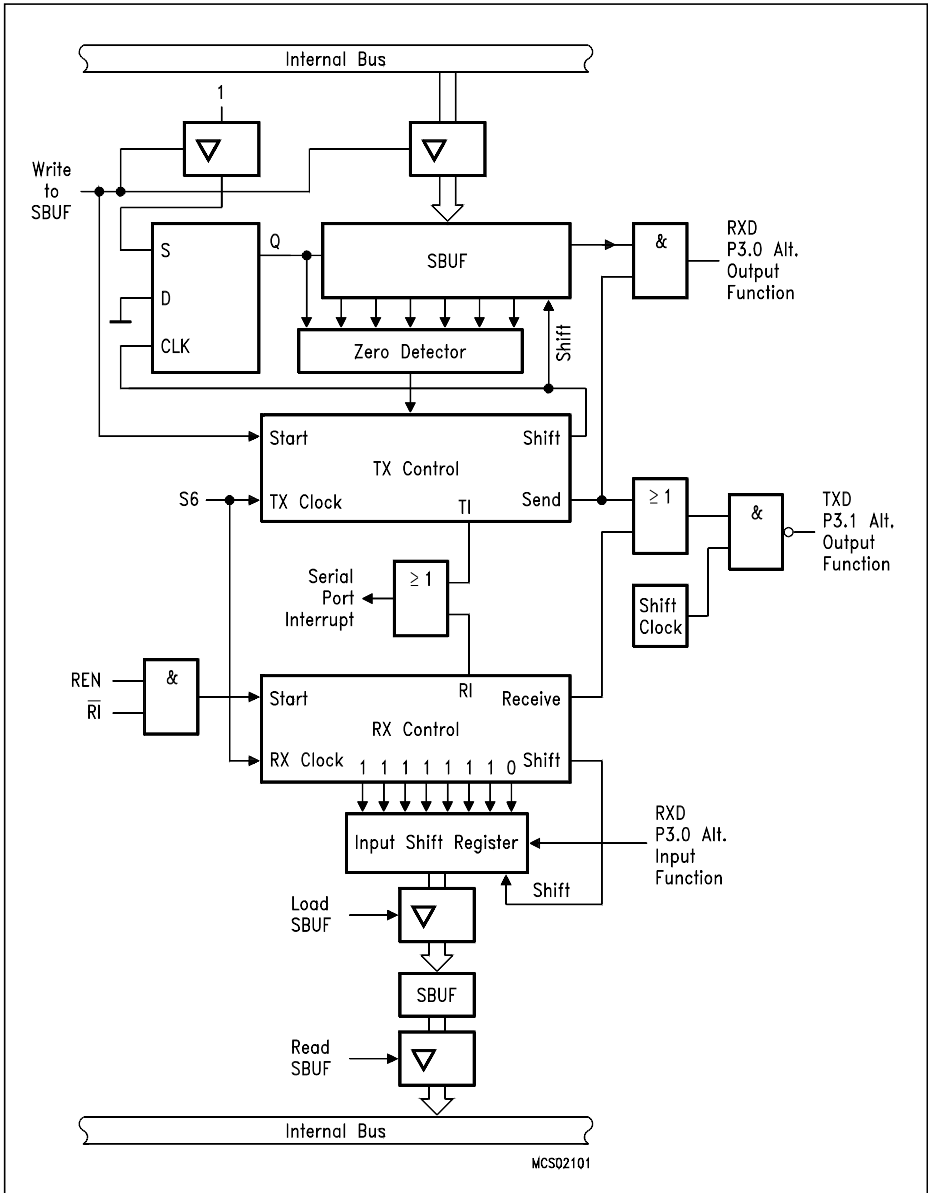 Internal Bus
1
Write
to
SBUF
S
D
CLK
Q
SBUF
&
RXD
P3.0 Alt.
Output
Function
Zero Detector
Shift
Start
Shift
TX Control
S6
TX Clock
TI
Send
≥ 1
&
TXD
P3.1 Alt.
Output
Function
Serial
Port
Interrupt
≥ 1
Shift
Clock
REN
RI̅
&
Start
RI
Receive
RX Control
RX Clock
Shift
1 1 1 1 1 1 1 0
Input Shift Register
RXD
P3.0 Alt.
Input
Function
Shift
Load
SBUF
SBUF
Read
SBUF
Internal Bus
MCS02101